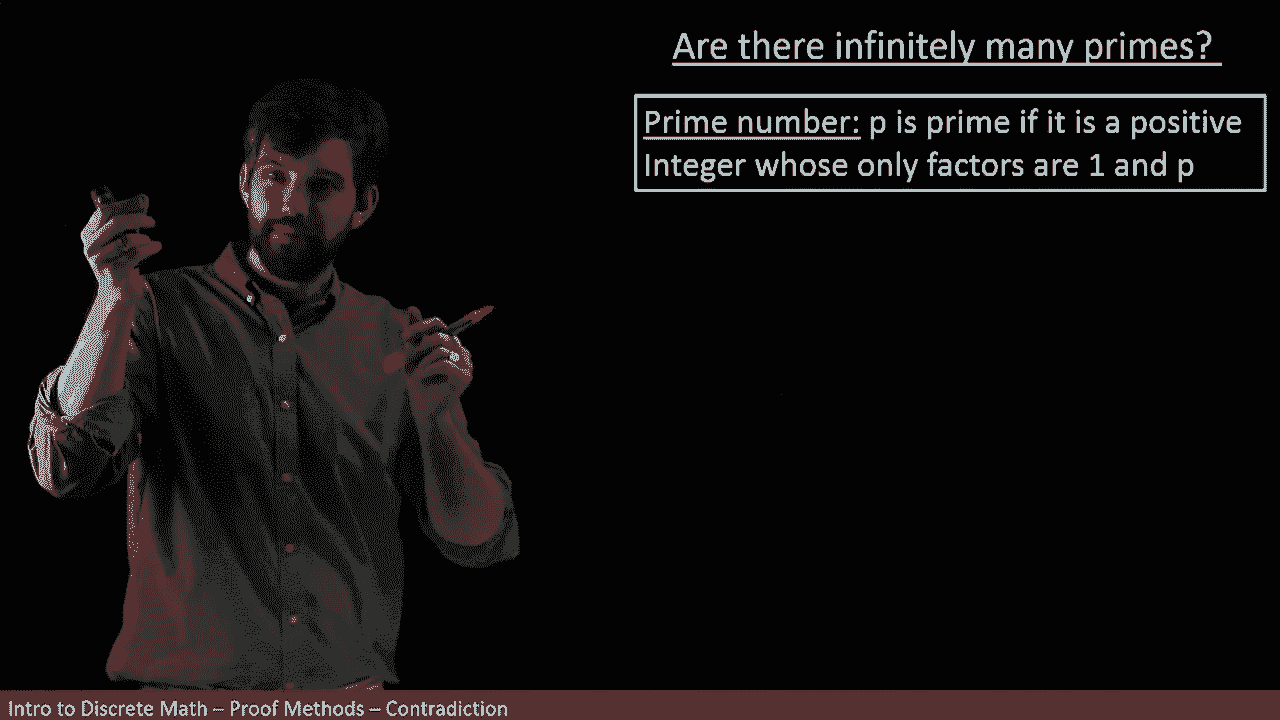 Are there infinitely many primes?
Prime number: p is prime if it is a positive
Integer whose only factors are 1 and p
Intro to Discrete Math – Proof Methods – Contradiction